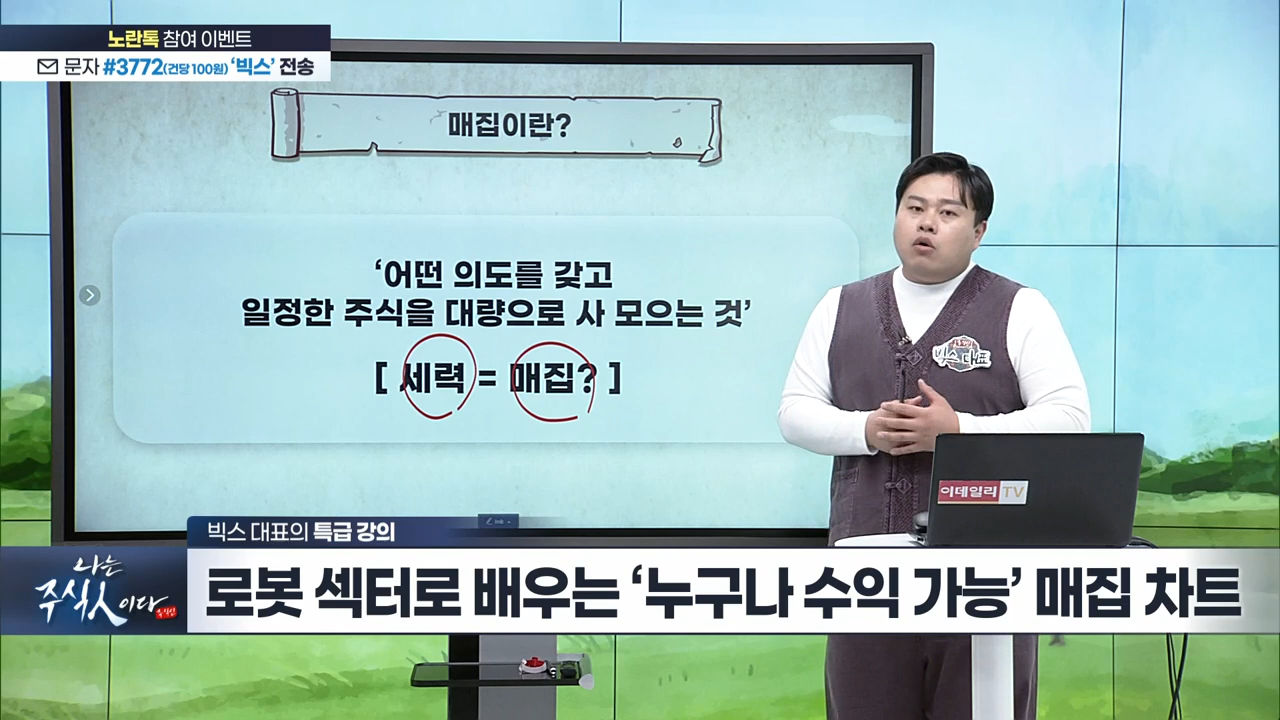 노란톡 참여 이벤트
문자 #3772(건당 100원) ‘빅스’ 전송
매집이란?
‘어떤 의도를 갖고
일정한 주식을 대량으로 사 모으는 것’
[ 세력 = 매집? ]
빅스 대표
이데일리 TV
빅스 대표의 특급 강의
나는
주식人이다
로봇 섹터로 배우는 ‘누구나 수익 가능’ 매집 차트